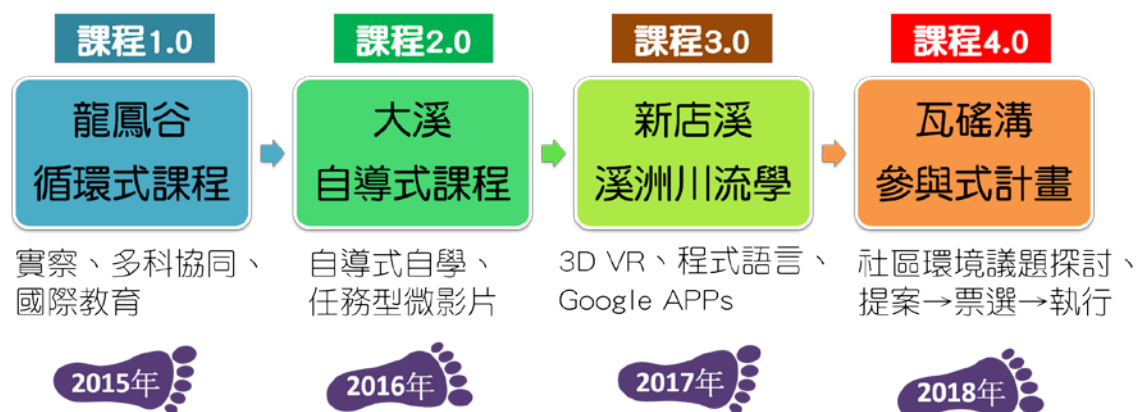 課程1.0
課程2.0
課程3.0
課程4.0
龍鳳谷
循環式課程
大溪
自導式課程
新店溪
溪洲川流學
瓦磘溝
參與式計畫
實察、多科協同、
國際教育
自導式自學、
任務型微影片
3D VR、程式語言、
Google APPs
社區環境議題探討、
提案→票選→執行
2015年
2016年
2017年
2018年